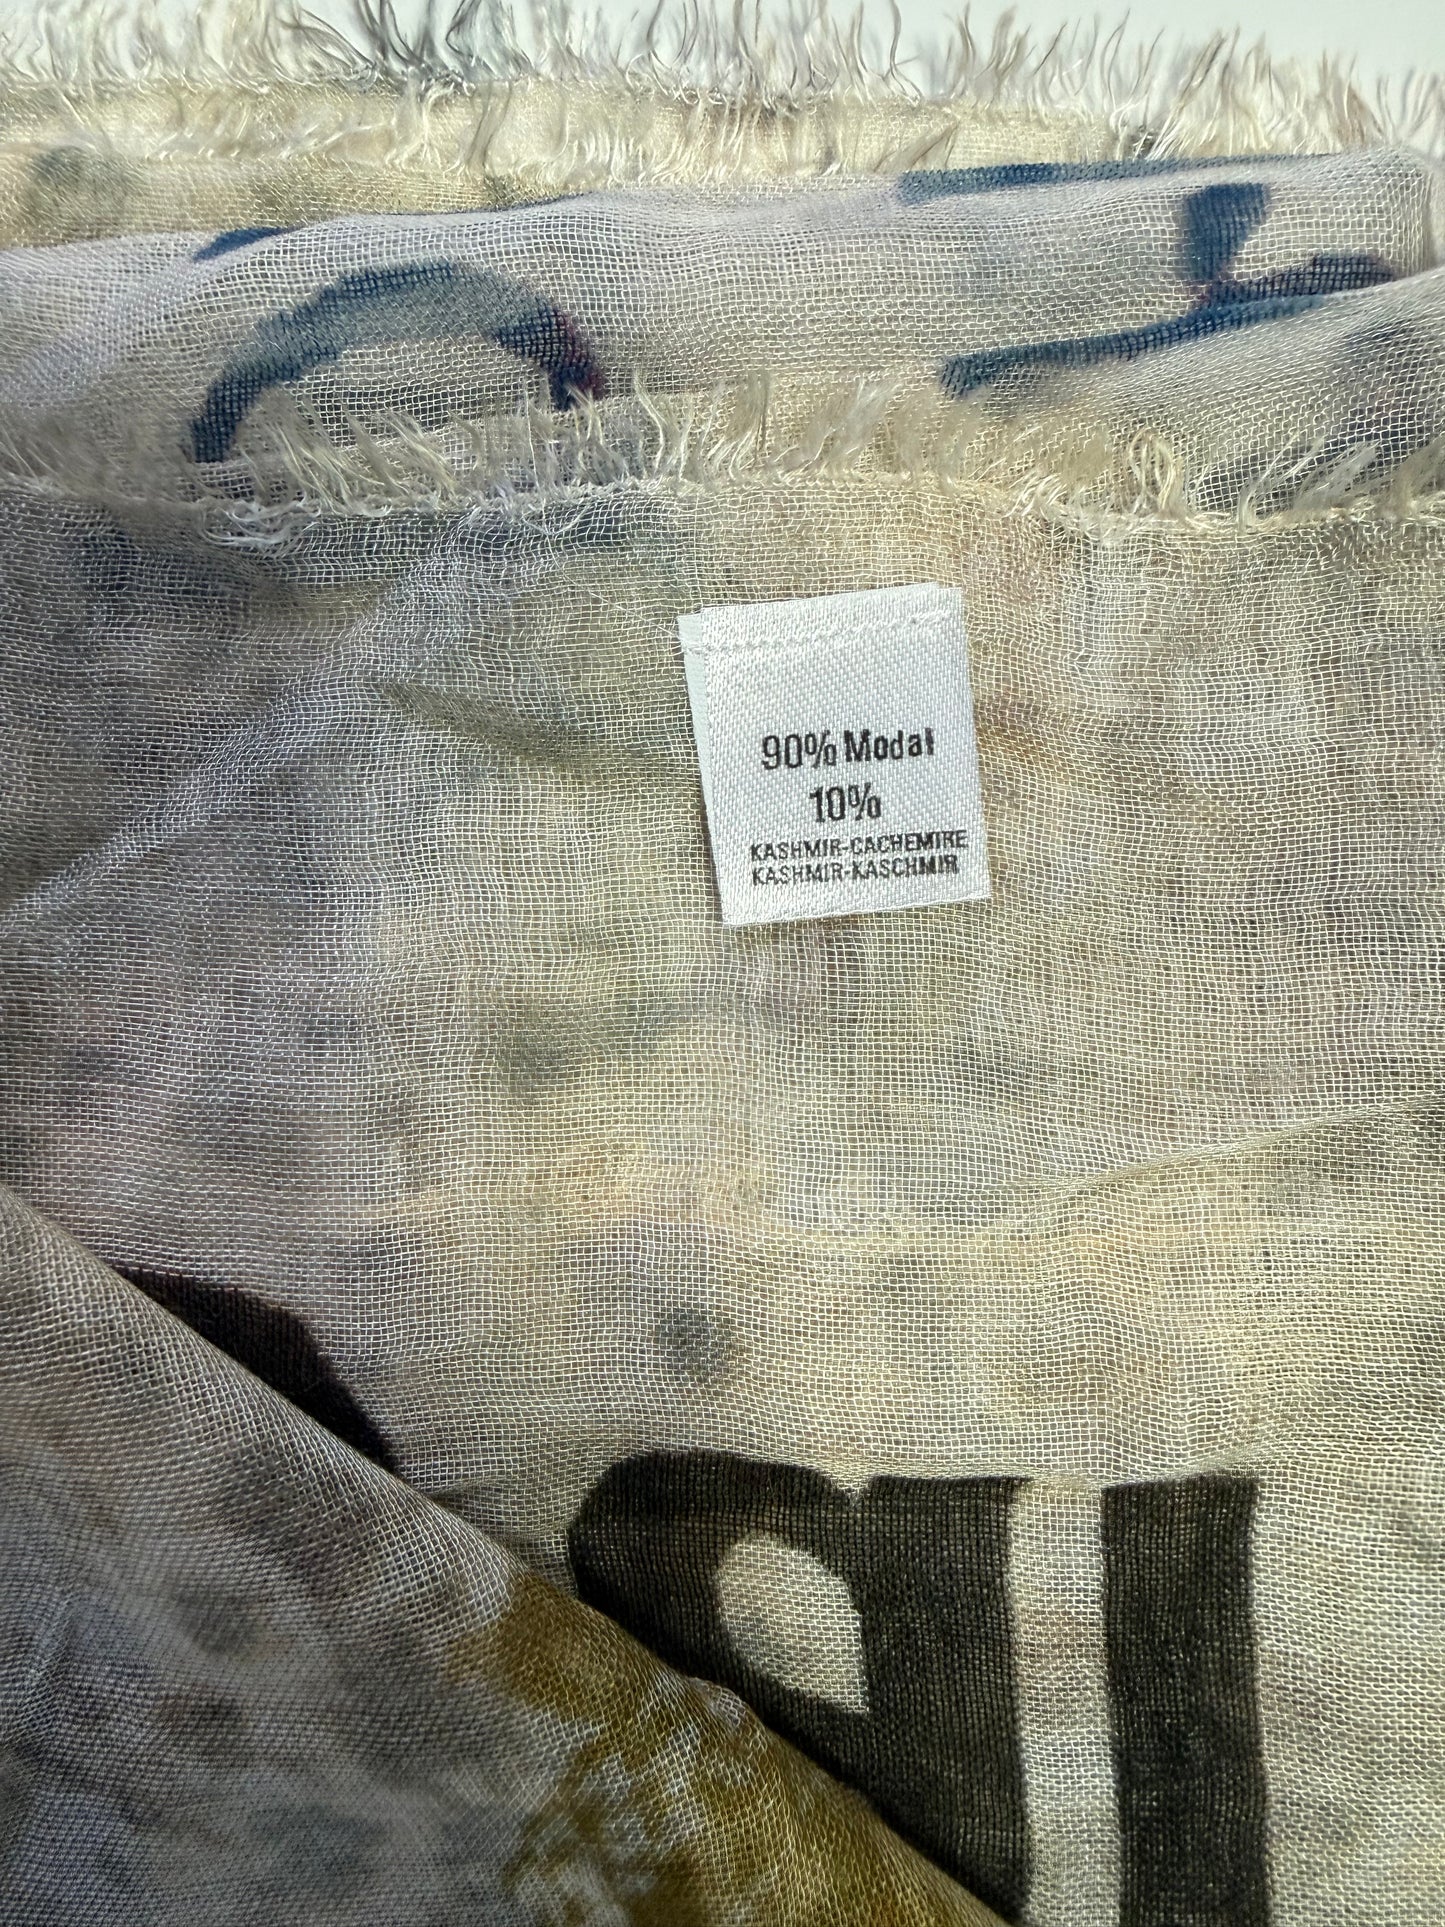 90% Modal
10%
KASHMIR-CACHEMIRE
KASHMIR-KASCHMIR